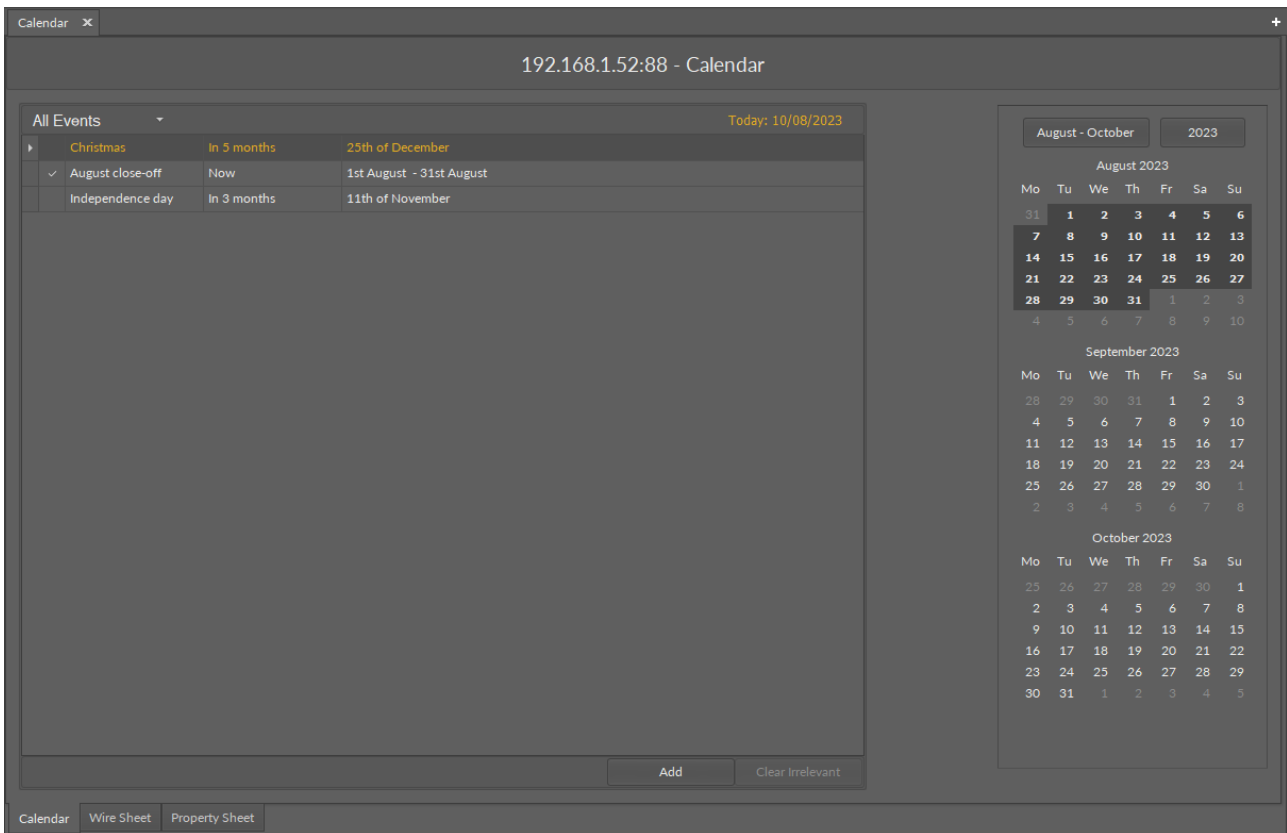 Calendar ×
+
192.168.1.52:88 - Calendar
All Events
Today: 10/08/2023
Christmas In 5 months 25th of December
August close-off Now 1st August - 31st August
Independence day In 3 months 11th of November
Add Clear Irrelevant
August - October 2023
August 2023
Mo Tu We Th Fr Sa Su
31 1 2 3 4 5 6
7 8 9 10 11 12 13
14 15 16 17 18 19 20
21 22 23 24 25 26 27
28 29 30 31 1 2 3
4 5 6 7 8 9 10
September 2023
Mo Tu We Th Fr Sa Su
28 29 30 31 1 2 3
4 5 6 7 8 9 10
11 12 13 14 15 16 17
18 19 20 21 22 23 24
25 26 27 28 29 30 1
2 3 4 5 6 7 8
October 2023
Mo Tu We Th Fr Sa Su
25 26 27 28 29 30 1
2 3 4 5 6 7 8
9 10 11 12 13 14 15
16 17 18 19 20 21 22
23 24 25 26 27 28 29
30 31 1 2 3 4 5
Calendar Wire Sheet Property Sheet